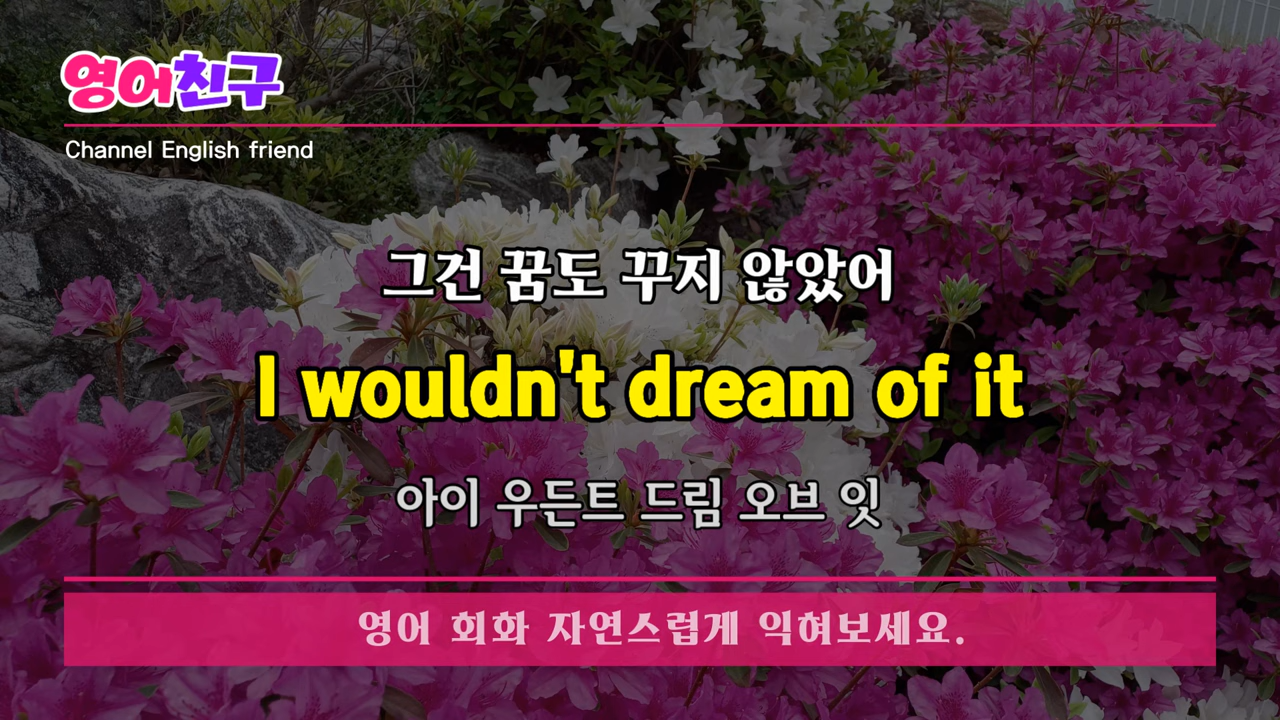 영어친구
Channel English friend
그건 꿈도 꾸지 않았어
I wouldn't dream of it
아이 우든트 드림 오브 잇
영어 회화 자연스럽게 익혀보세요.